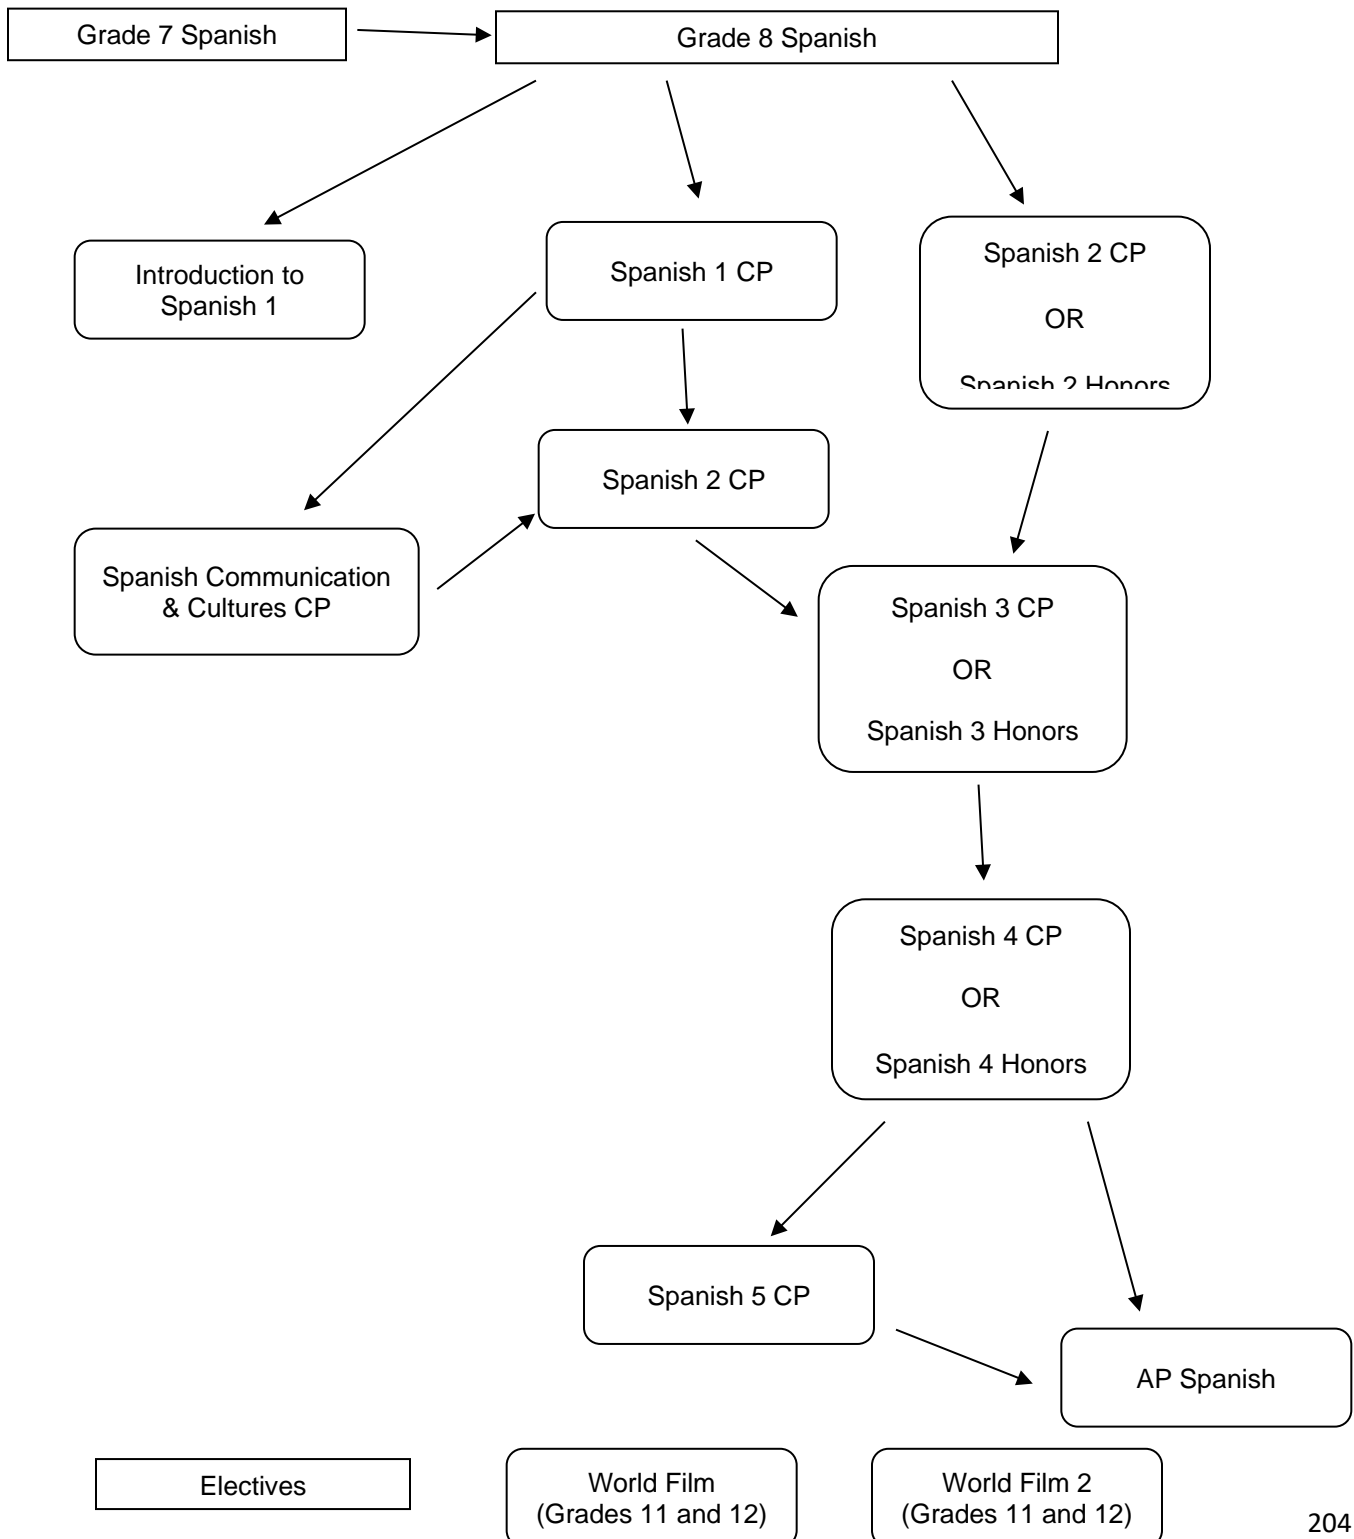 Grade 7 Spanish
Grade 8 Spanish
Introduction to
Spanish 1
Spanish 1 CP
Spanish 2 CP
OR
Spanish 2 Honors
Spanish 2 CP
Spanish Communication
& Cultures CP
Spanish 3 CP
OR
Spanish 3 Honors
Spanish 4 CP
OR
Spanish 4 Honors
Spanish 5 CP
AP Spanish
Electives
World Film
(Grades 11 and 12)
World Film 2
(Grades 11 and 12)
204